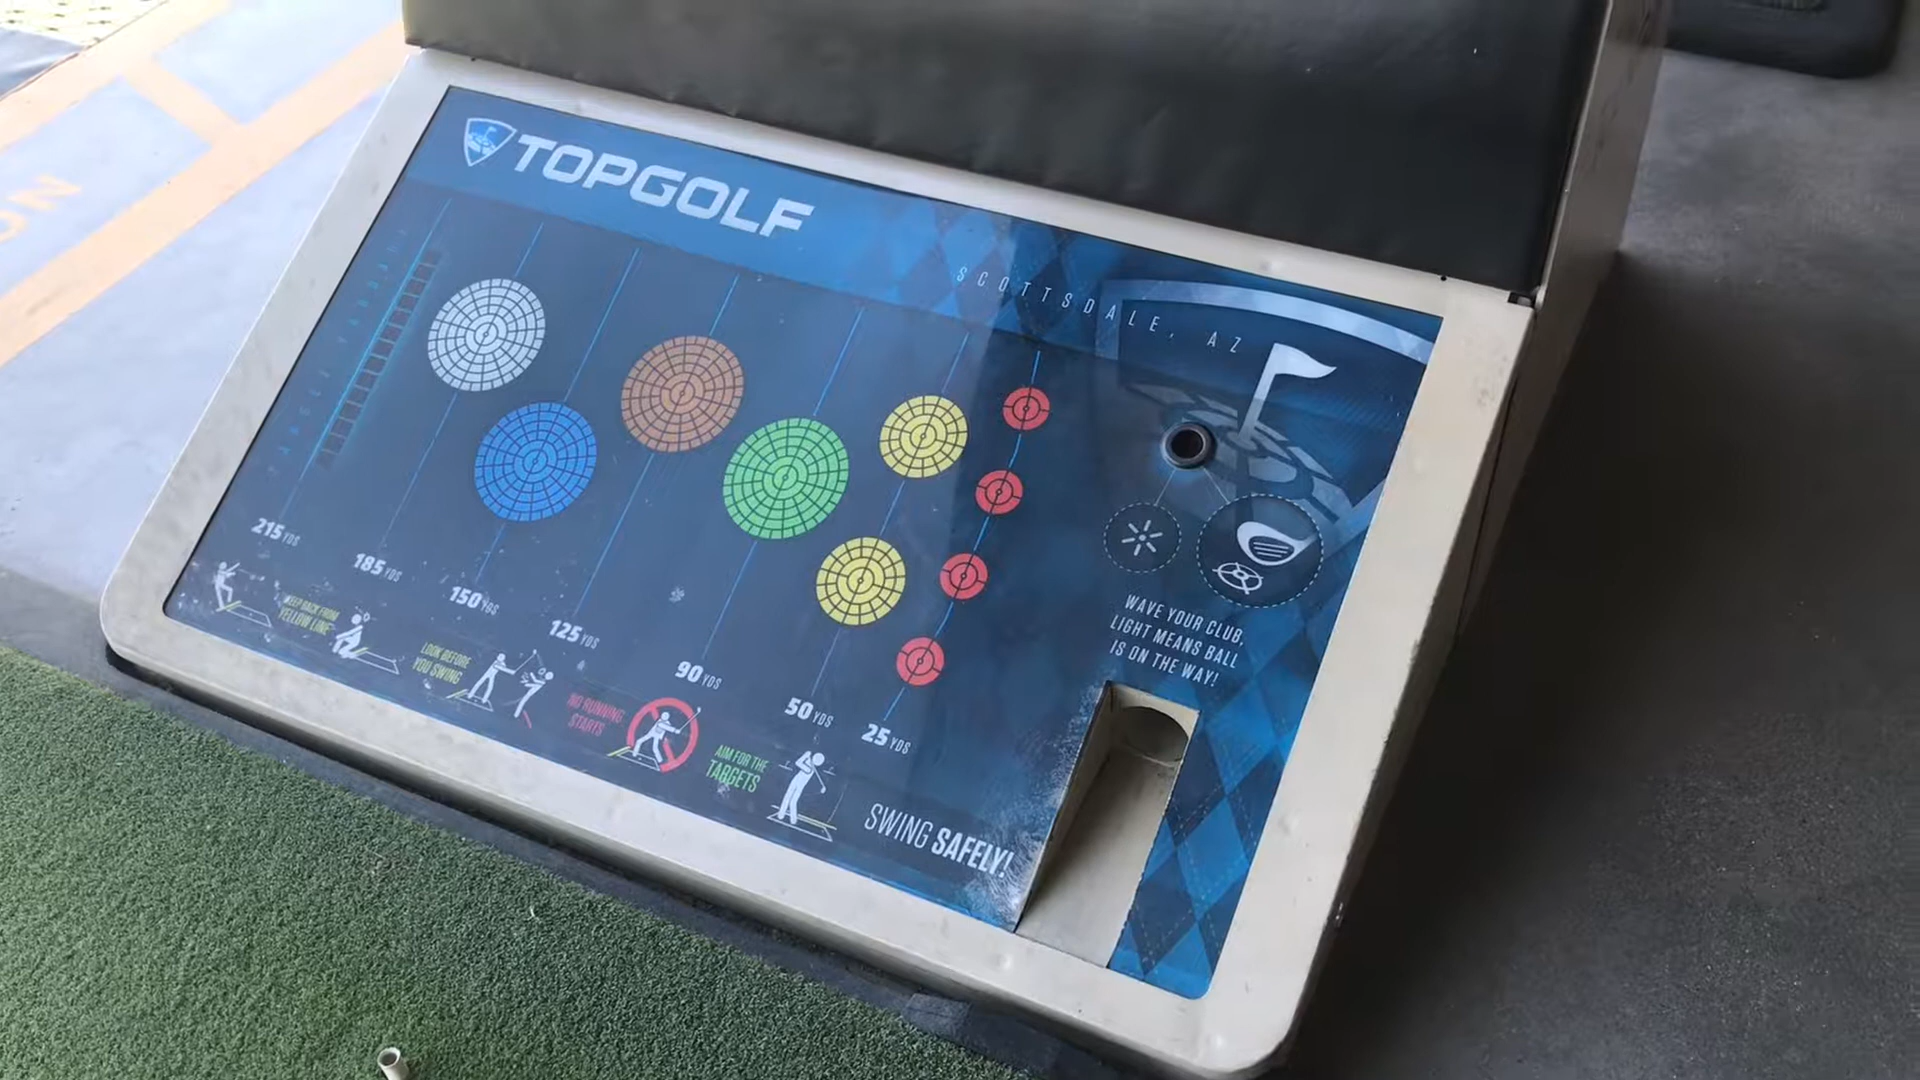 TOPGOLF
SCOTTSDALE, AZ
215 YDS
185 YDS
150 YDS
125 YDS
90 YDS
50 YDS
25 YDS
KEEP BACK FROM
YELLOW LINE
LOOK BEFORE
YOU SWING
NO RUNNING
STARTS
AIM FOR THE
TARGETS
SWING SAFELY!
WAVE YOUR CLUB,
LIGHT MEANS BALL
IS ON THE WAY!
ON